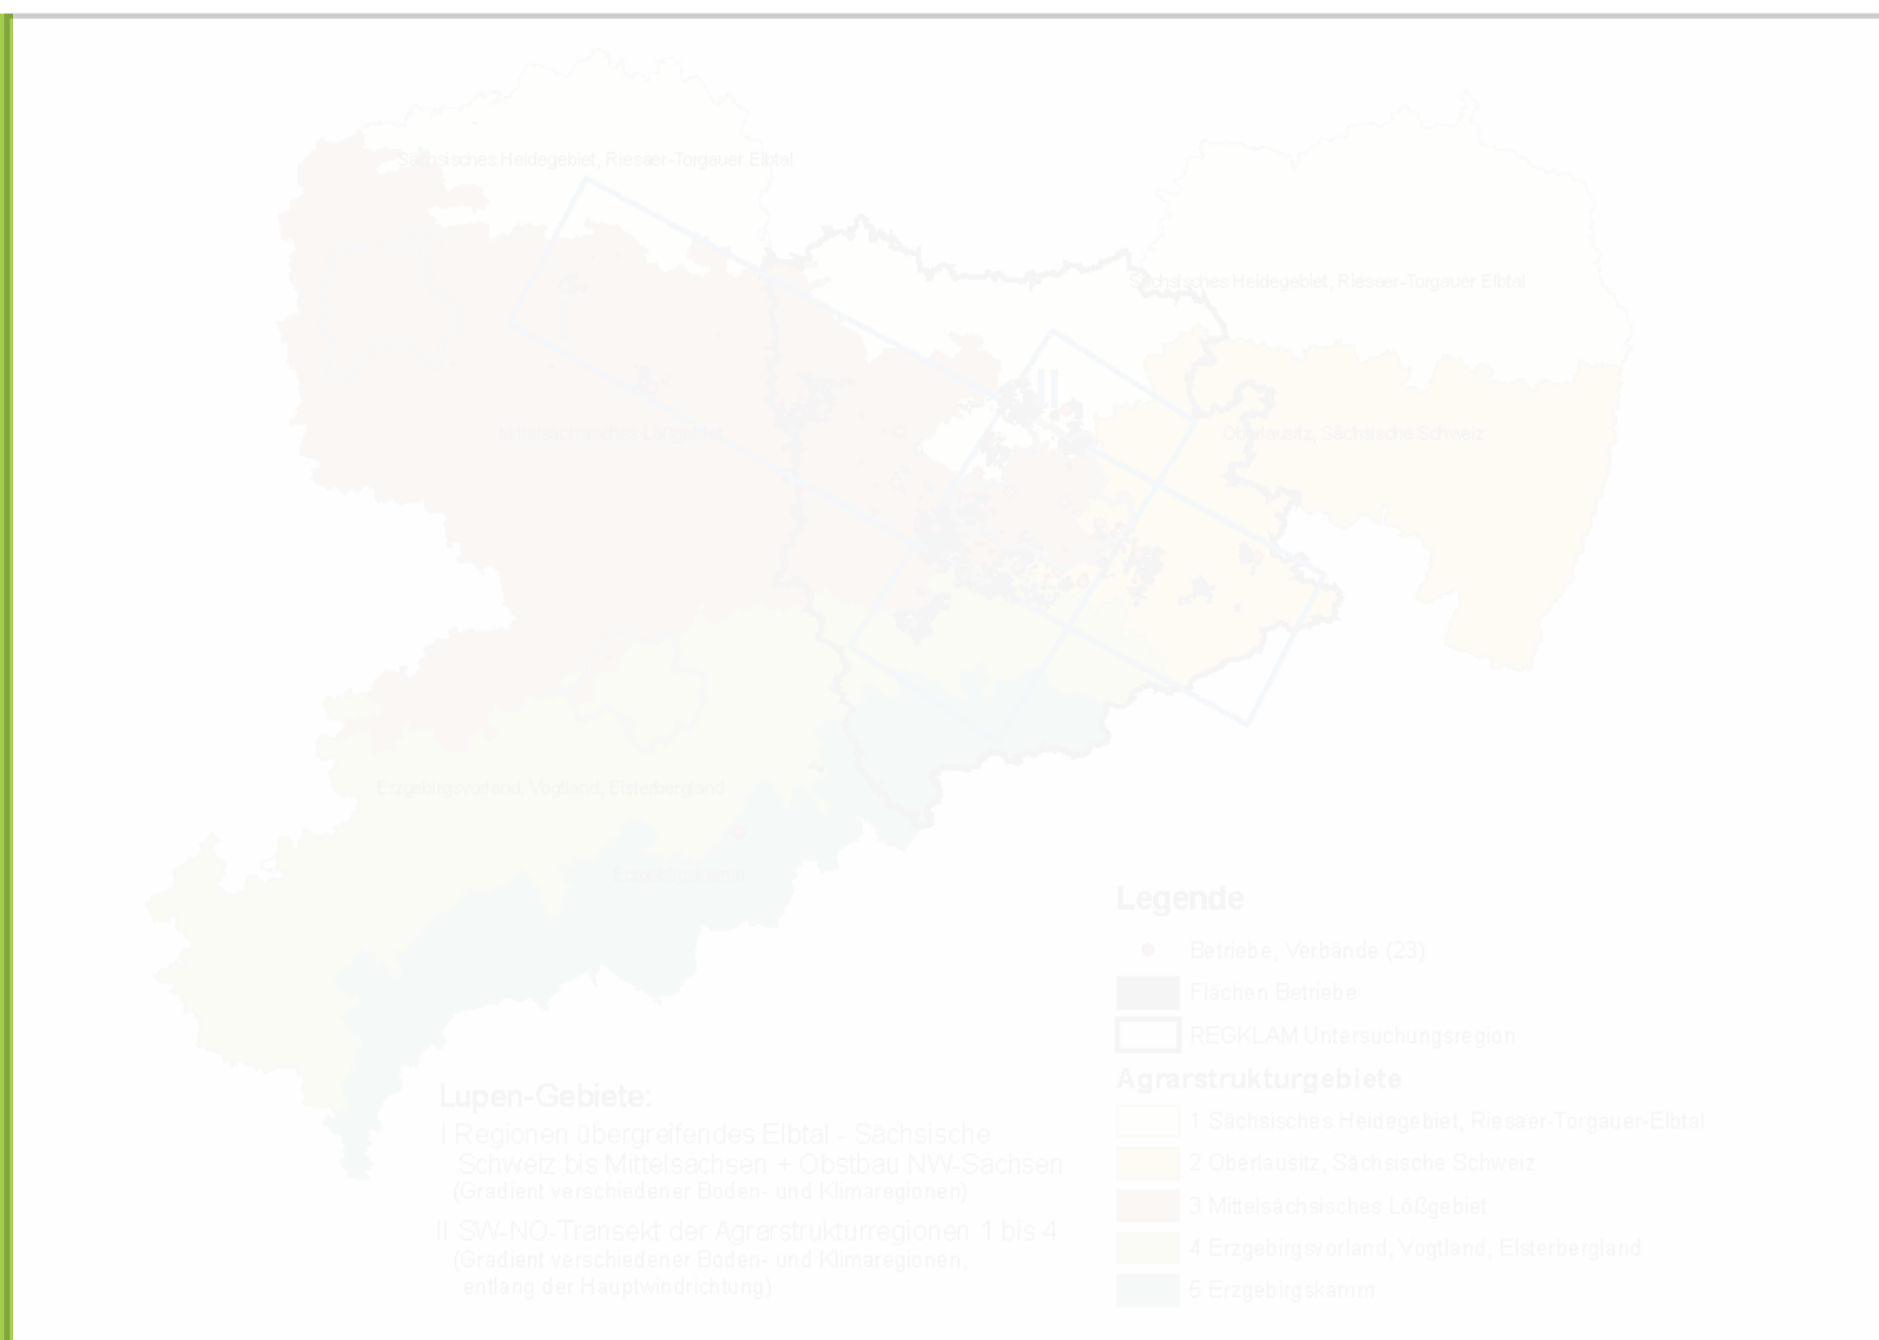 Sächsisches Heidegebiet, Riesaer-Torgauer Elbtal
Sächsisches Heidegebiet, Riesaer-Torgauer Elbtal
I
II
Mittelsächsisches Lößgebiet
Oberlausitz, Sächsische Schweiz
Erzgebirgsvorland, Vogtland, Elsterbergland
Erzgebirgskamm
Legende
Betriebe, Verbände (23)
Flächen Betriebe
REGKLAM Untersuchungsregion
Agrarstrukturgebiete
1 Sächsisches Heidegebiet, Riesaer-Torgauer-Elbtal
2 Oberlausitz, Sächsische Schweiz
3 Mittelsächsisches Lößgebiet
4 Erzgebirgsvorland, Vogtland, Elsterbergland
5 Erzgebirgskamm
Lupen-Gebiete:
I Regionen übergreifendes Elbtal - Sächsische
Schweiz bis Mittelsachsen + Obstbau NW-Sachsen
(Gradient verschiedener Boden- und Klimaregionen)
II SW-NO-Transekt der Agrarstrukturregionen 1 bis 4
(Gradient verschiedener Boden- und Klimaregionen,
entlang der Hauptwindrichtung)